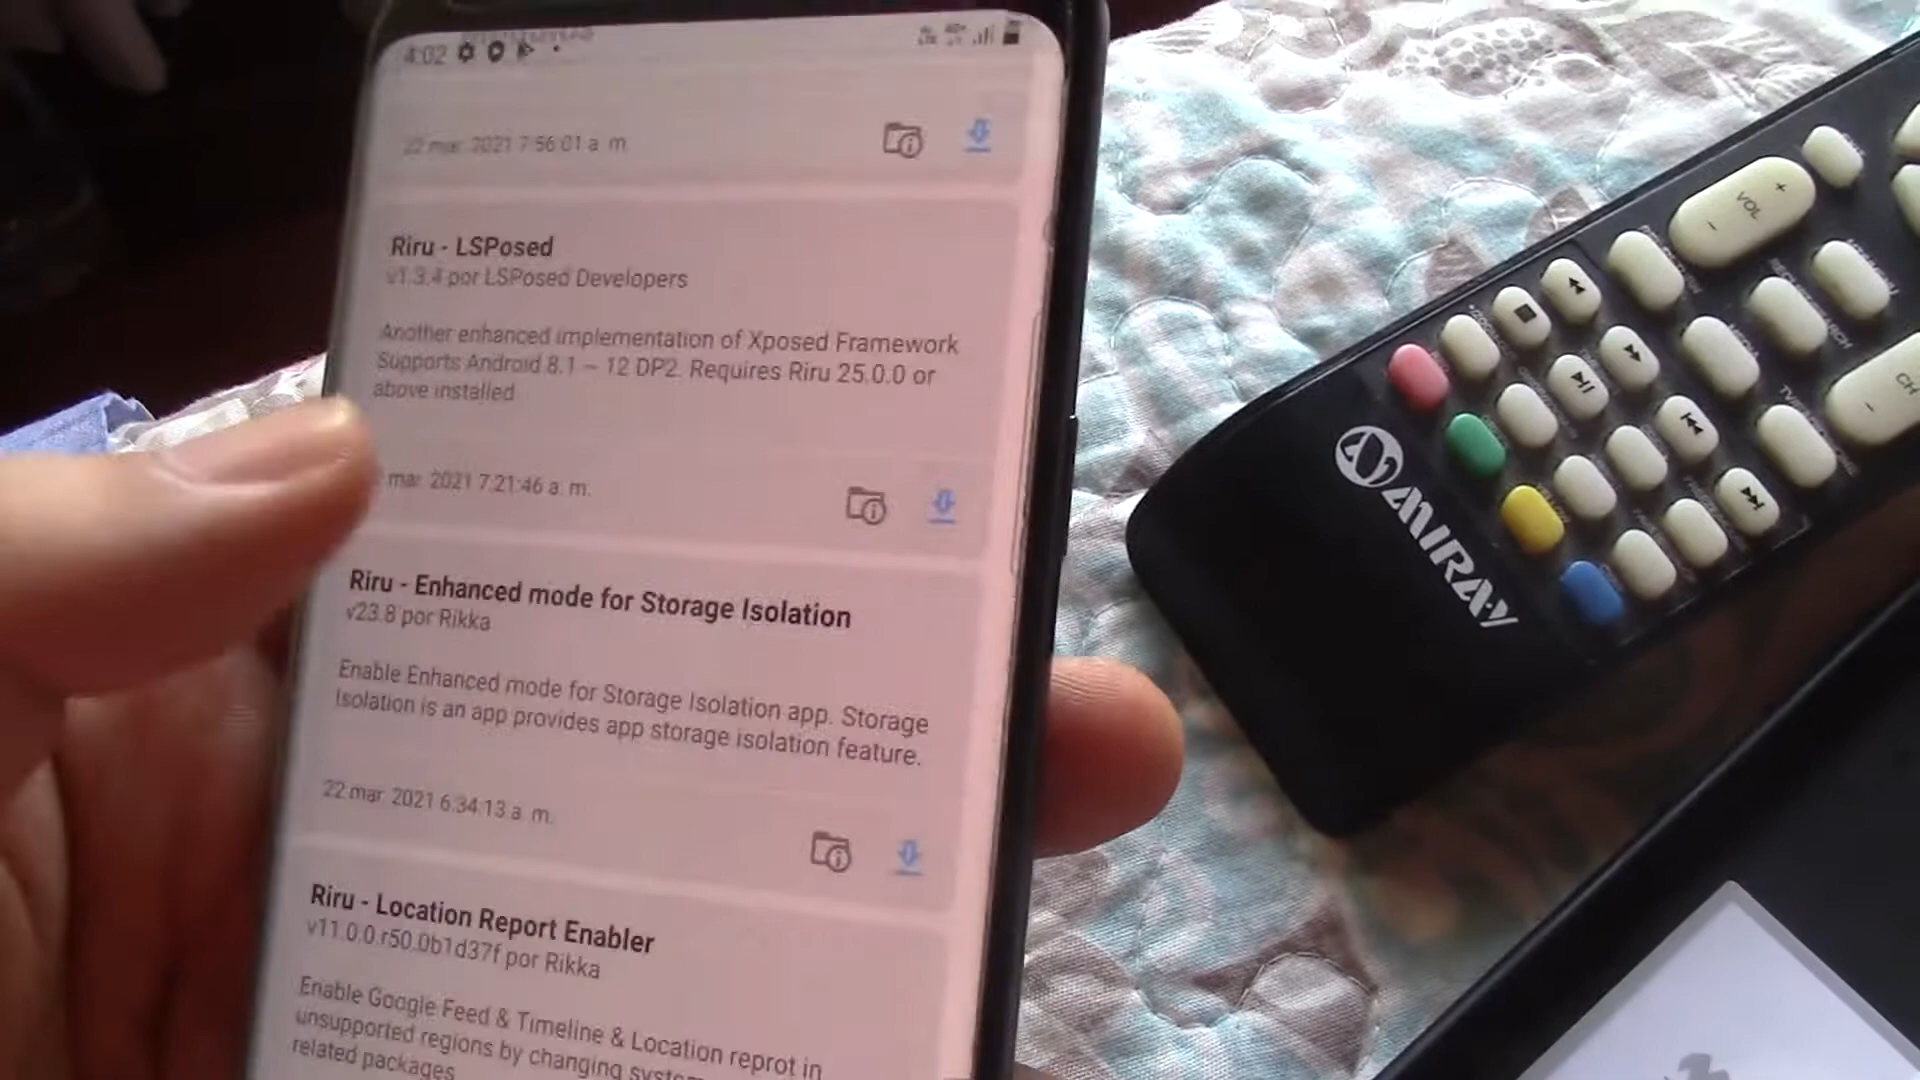 4:02
22 mar. 2021 7:56:01 a. m.
Riru - LSPosed
v1.3.4 por LSPosed Developers
Another enhanced implementation of Xposed Framework
Supports Android 8.1 ~ 12 DP2. Requires Riru 25.0.0 or
above installed
mar. 2021 7:21:46 a. m.
Riru - Enhanced mode for Storage Isolation
v23.8 por Rikka
Enable Enhanced mode for Storage Isolation app. Storage
Isolation is an app provides app storage isolation feature.
22 mar. 2021 6:34:13 a. m.
Riru - Location Report Enabler
v11.0.0.r50.0b1d37f por Rikka
Enable Google Feed & Timeline & Location reprot in
unsupported regions by changing
related packages
+
VOL
-
CH
-
MIRAY